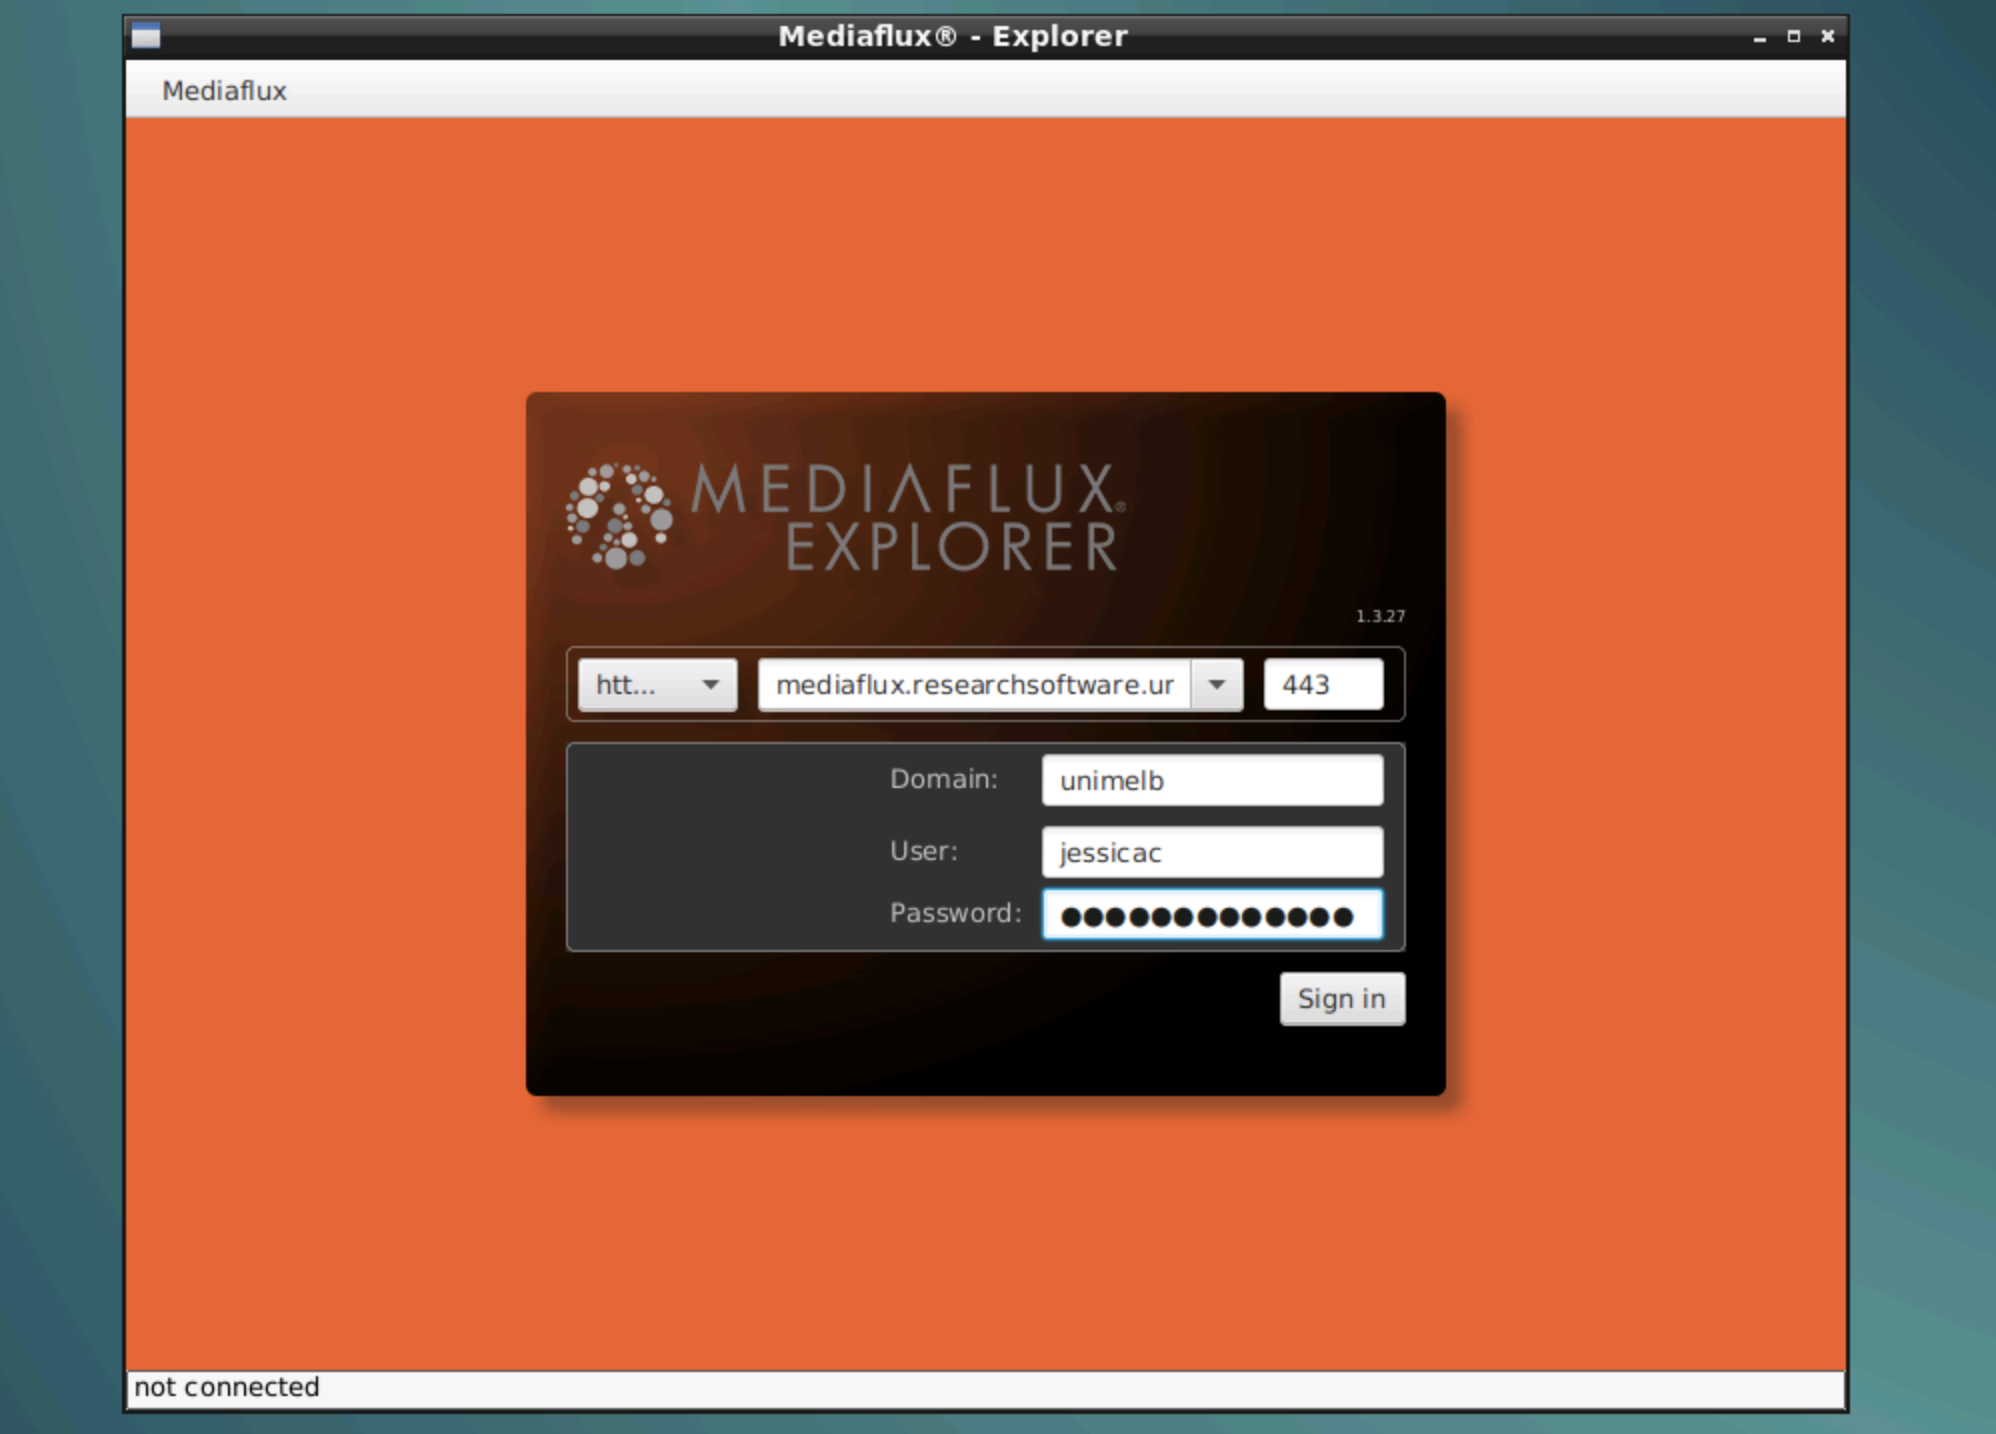 Mediaflux® - Explorer
Mediaflux
MEDIAFLUX®
EXPLORER
1.3.27
htt...
mediaflux.researchsoftware.ur
443
Domain: unimelb
User: jessicac
Password: ●●●●●●●●●●●●●
Sign in
not connected